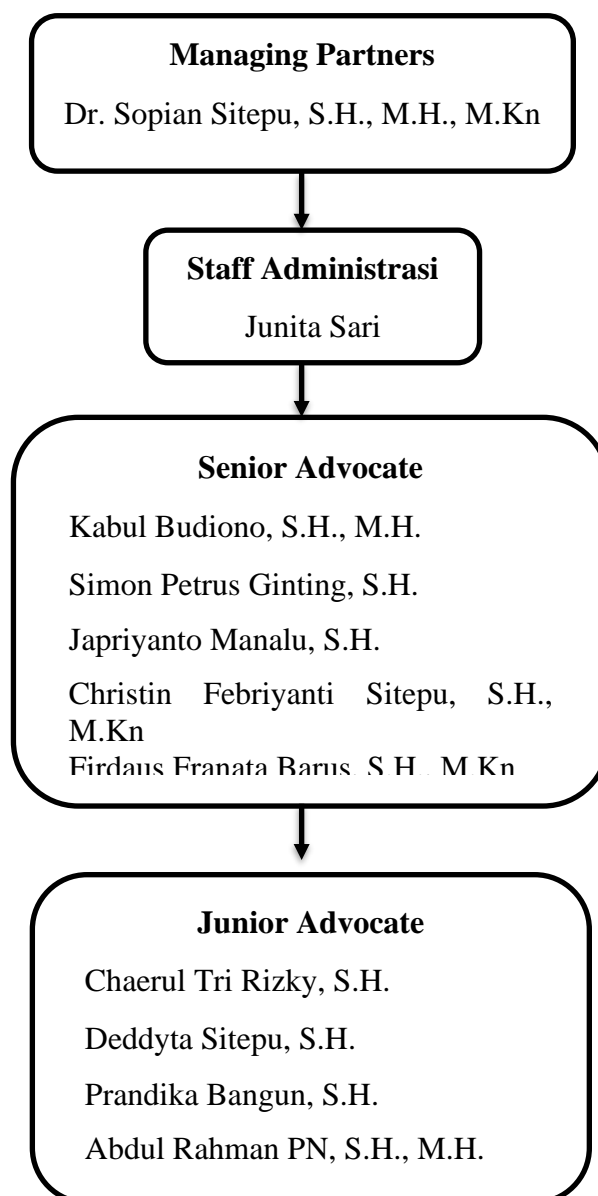 Managing Partners
Dr. Sopian Sitepu, S.H., M.H., M.Kn
Staff Administrasi
Junita Sari
Senior Advocate
Kabul Budiono, S.H., M.H.
Simon Petrus Ginting, S.H.
Japriyanto Manalu, S.H.
Christin Febriyanti Sitepu, S.H.,
M.Kn
Firdaus Franata Barus, S.H., M.Kn
Junior Advocate
Chaerul Tri Rizky, S.H.
Deddyta Sitepu, S.H.
Prandika Bangun, S.H.
Abdul Rahman PN, S.H., M.H.